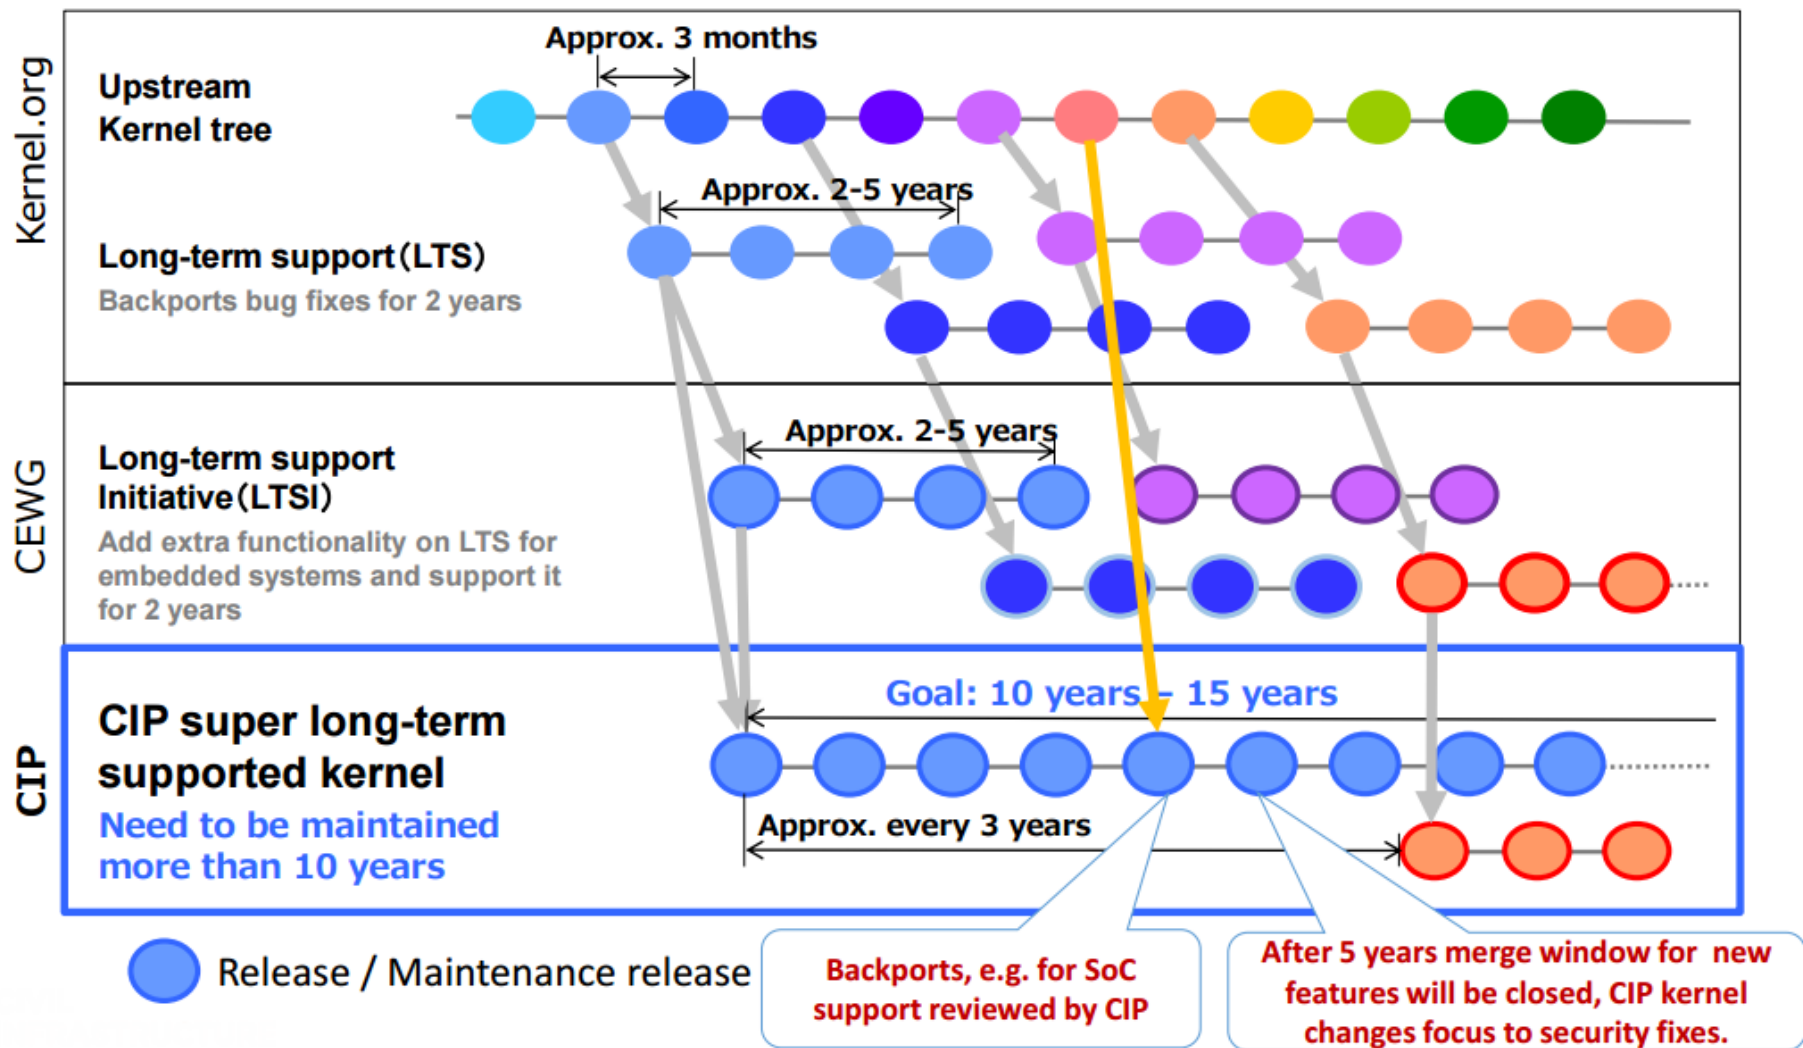 Kernel.org
Approx. 3 months
Upstream
Kernel tree
Approx. 2-5 years
Long-term support（LTS）
Backports bug fixes for 2 years
CEWG
Approx. 2-5 years
Long-term support
Initiative（LTSI）
Add extra functionality on LTS for
embedded systems and support it
for 2 years
CIP
Goal: 10 years – 15 years
CIP super long-term
supported kernel
Need to be maintained
more than 10 years
Approx. every 3 years
Release / Maintenance release
Backports, e.g. for SoC
support reviewed by CIP
After 5 years merge window for new
features will be closed, CIP kernel
changes focus to security fixes.